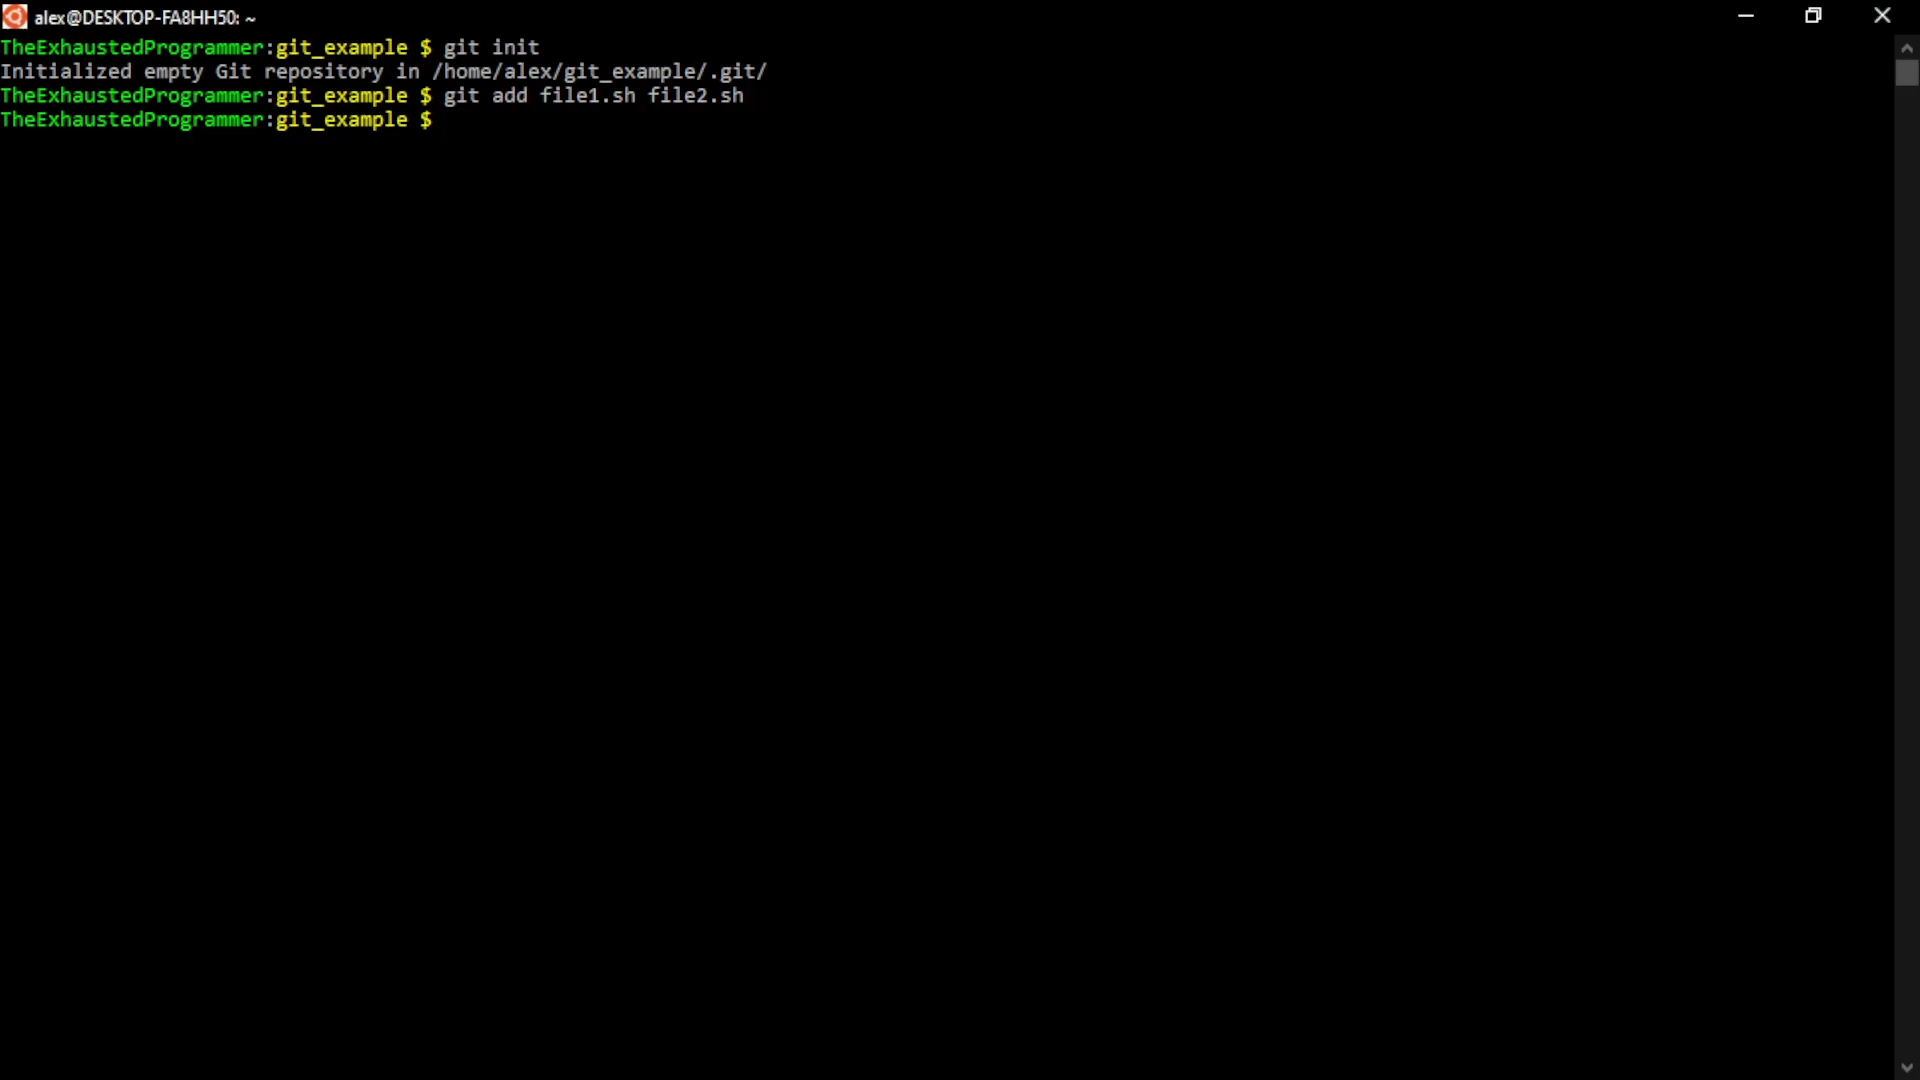 alex@DESKTOP-FA8HH50: ~
TheExhaustedProgrammer:git_example $ git init
Initialized empty Git repository in /home/alex/git_example/.git/
TheExhaustedProgrammer:git_example $ git add file1.sh file2.sh
TheExhaustedProgrammer:git_example $